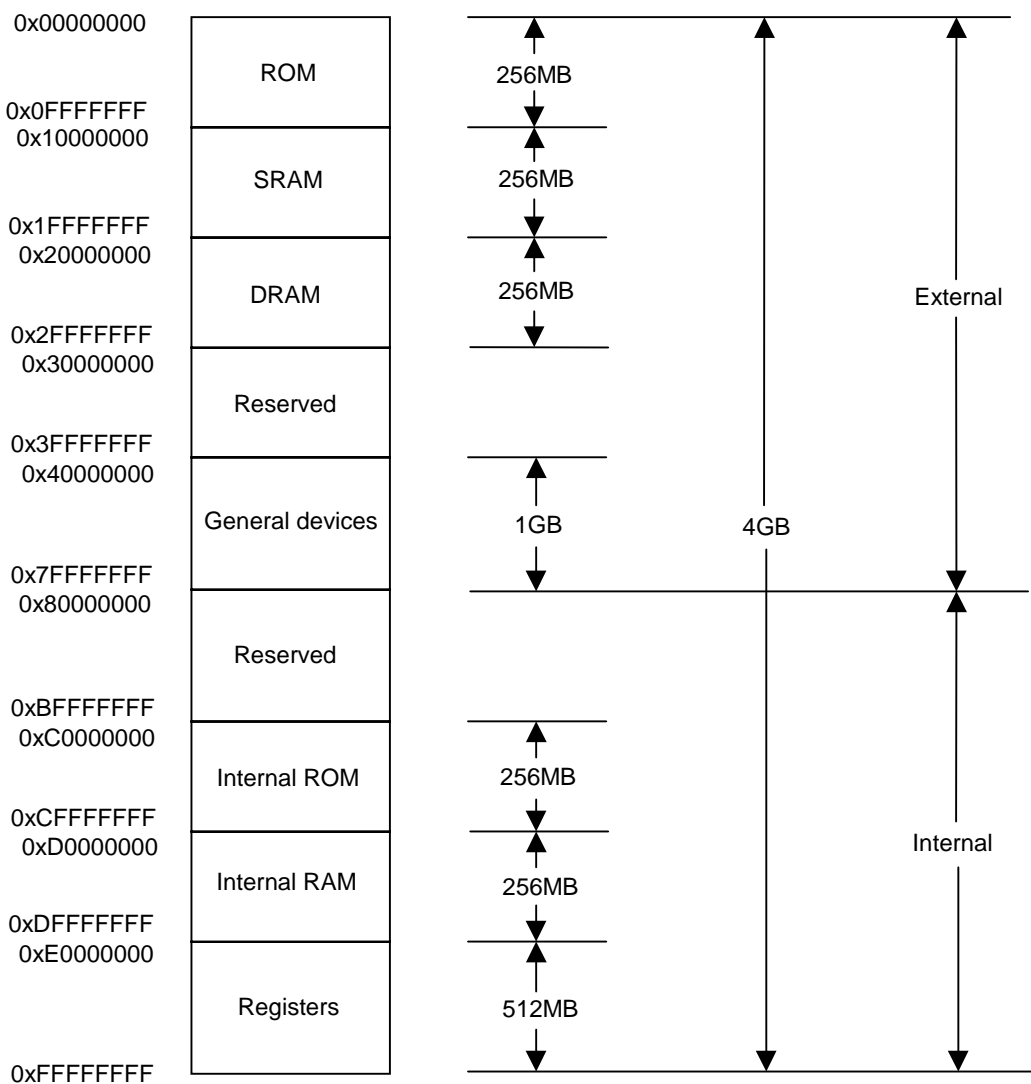 0x00000000
ROM
256MB
0x0FFFFFFF
0x10000000
SRAM
256MB
0x1FFFFFFF
0x20000000
DRAM
256MB
External
0x2FFFFFFF
0x30000000
Reserved
0x3FFFFFFF
0x40000000
General devices
1GB
4GB
0x7FFFFFFF
0x80000000
Reserved
0xBFFFFFFF
0xC0000000
Internal ROM
256MB
0xCFFFFFFF
0xD0000000
Internal
Internal RAM
256MB
0xDFFFFFFF
0xE0000000
Registers
512MB
0xFFFFFFFF